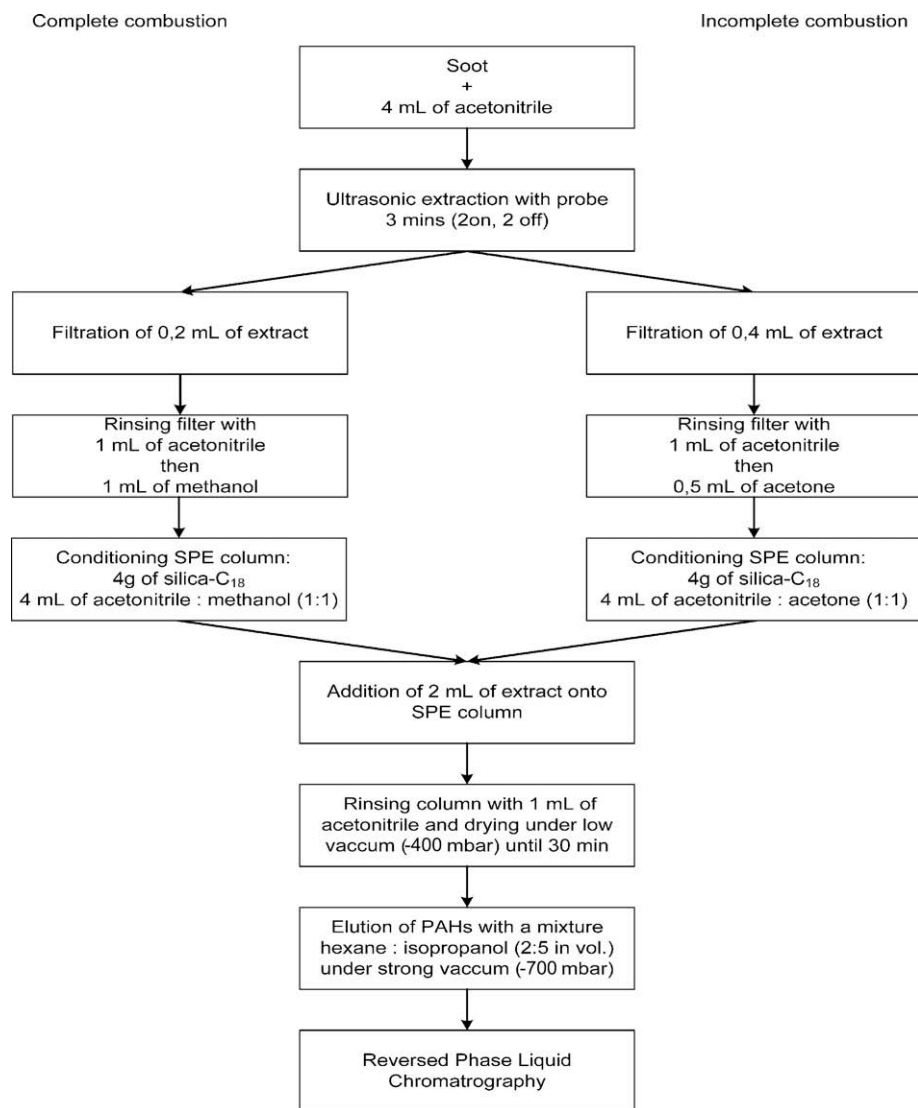 Complete combustion
Incomplete combustion
Soot
+
4 mL of acetonitrile
Ultrasonic extraction with probe
3 mins (2on, 2 off)
Filtration of 0,2 mL of extract
Filtration of 0,4 mL of extract
Rinsing filter with
1 mL of acetonitrile
then
1 mL of methanol
Rinsing filter with
1 mL of acetonitrile
then
0,5 mL of acetone
Conditioning SPE column:
4g of silica-C18
4 mL of acetonitrile : methanol (1:1)
Conditioning SPE column:
4g of silica-C18
4 mL of acetonitrile : acetone (1:1)
Addition of 2 mL of extract onto
SPE column
Rinsing column with 1 mL of
acetonitrile and drying under low
vaccum (-400 mbar) until 30 min
Elution of PAHs with a mixture
hexane : isopropanol (2:5 in vol.)
under strong vaccum (-700 mbar)
Reversed Phase Liquid
Chromatrography